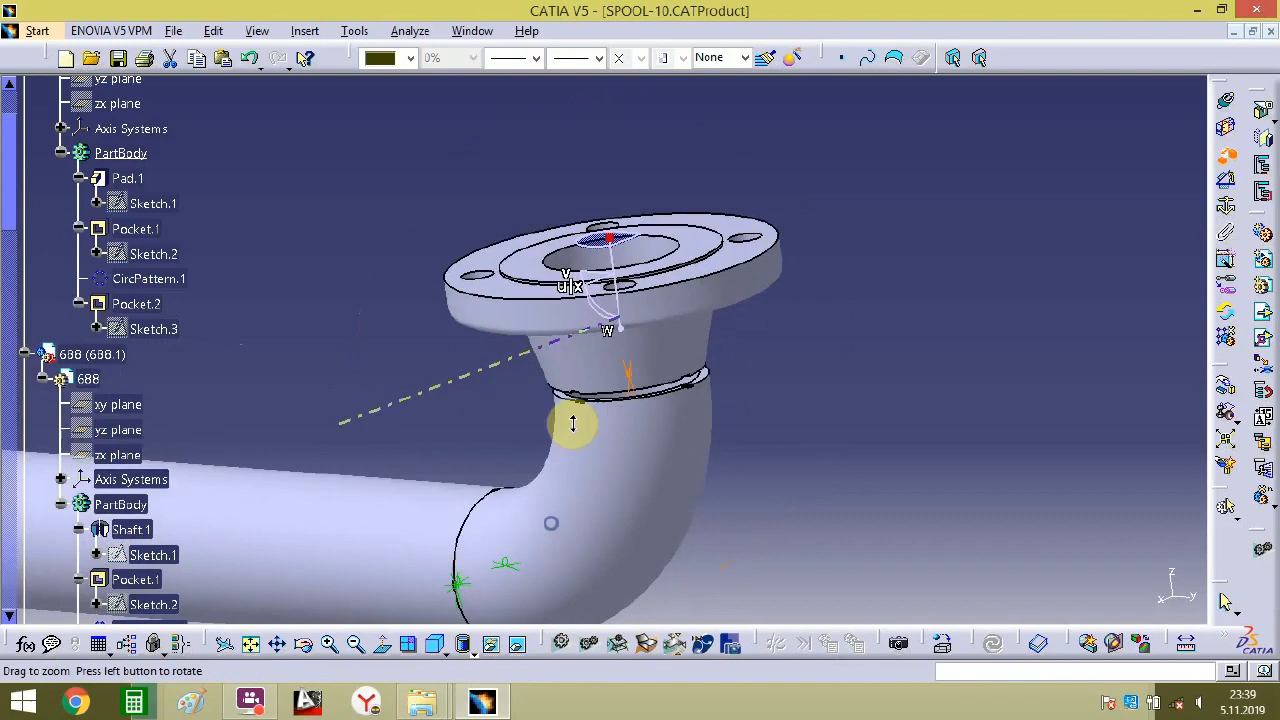 CATIA V5 - [SPOOL-10.CATProduct]
Start ENOVIA V5 VPM File Edit View Insert Tools Analyze Window Help
0% None
yz plane
zx plane
Axis Systems
PartBody
Pad.1
Sketch.1
Pocket.1
Sketch.2
CircPattern.1
Pocket.2
Sketch.3
688 (688.1)
688
xy plane
yz plane
zx plane
Axis Systems
PartBody
Shaft.1
Sketch.1
Pocket.1
Sketch.2
v
u|x
w
z
x y
f(x)
CATIA
Drag to zoom Press left button to rotate
23:39
5.11.2019